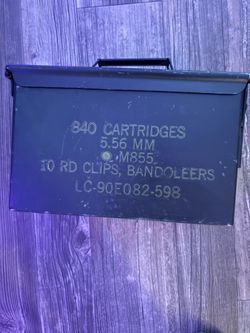 840 CARTRIDGES
5.56 MM
M855
10 RD CLIPS, BANDOLEERS
LC-90E082-598